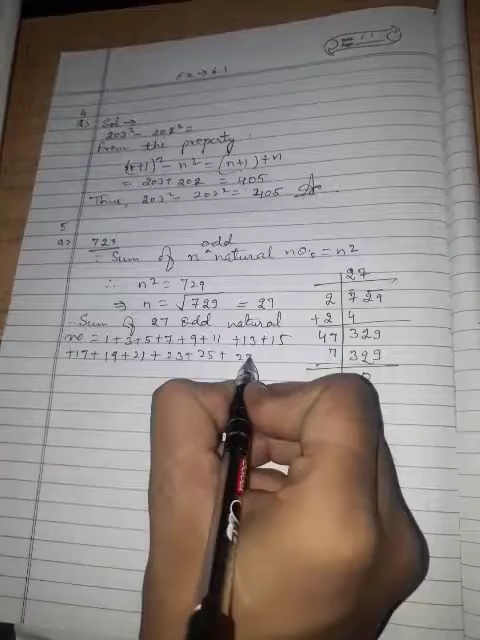 Ex → 6.1
4
a) Sol →
203² - 202² =
From the property
(n+1)² - n² = (n+1) + n
= 203 + 202 = 405
Thus, 203² - 202² = 405
5
a) 729
∵ Sum of n odd natural no.s = n²
∴ n² = 729
⇒ n = √729 = 27
∴ Sum of 27 odd natural
no = 1+3+5+7+9+11+13+15
+17+19+21+23+25+
27
2 729
+2 4
47 329
7 329
0